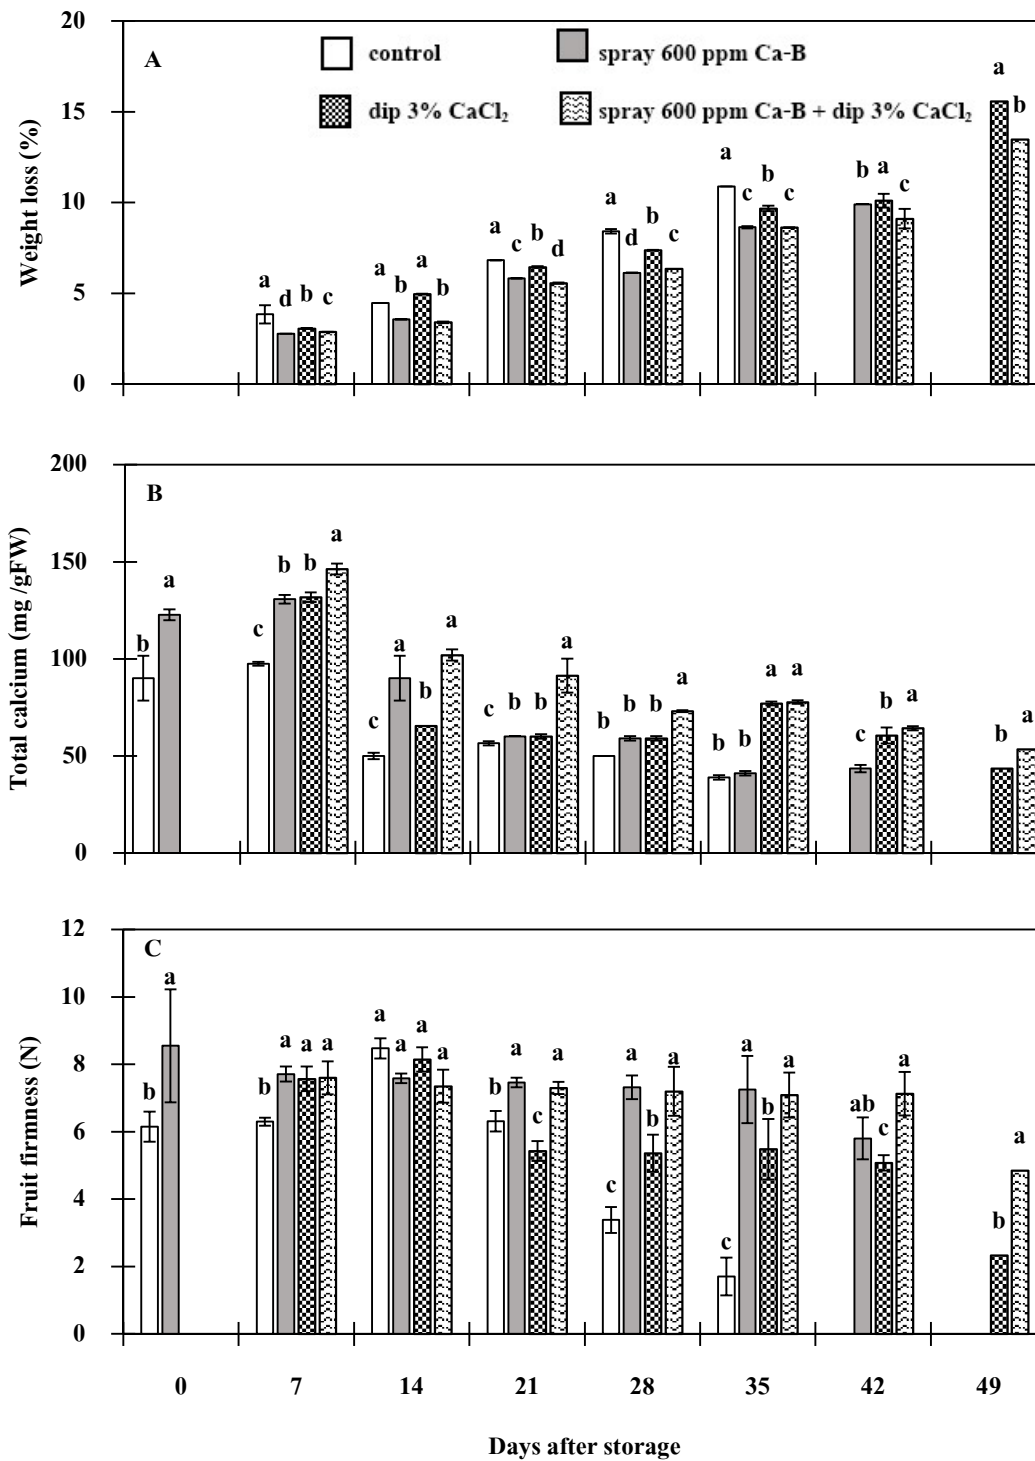 20
A
control
spray 600 ppm Ca-B
a
15
dip 3% CaCl₂
spray 600 ppm Ca-B + dip 3% CaCl₂
b
Weight loss (%)
a
b a
10
a
c b c
c
a
b
a
c b d
d c
a
a a
5
a
d b c
b b
0
200
B
a
150
b b
a
a
a
a
Total calcium (mg /gFW)
b
c
100
a a
a
b
a
c
c b b
b b b
b b
c b
b a
50
0
12
C
a
10
a
a a
a a a
a a
a a
a a
a
a
8
Fruit firmness (N)
b
b
b
c
b
b
ab c
6
a
4
c
b
c
2
0
0 7 14 21 28 35 42 49
Days after storage